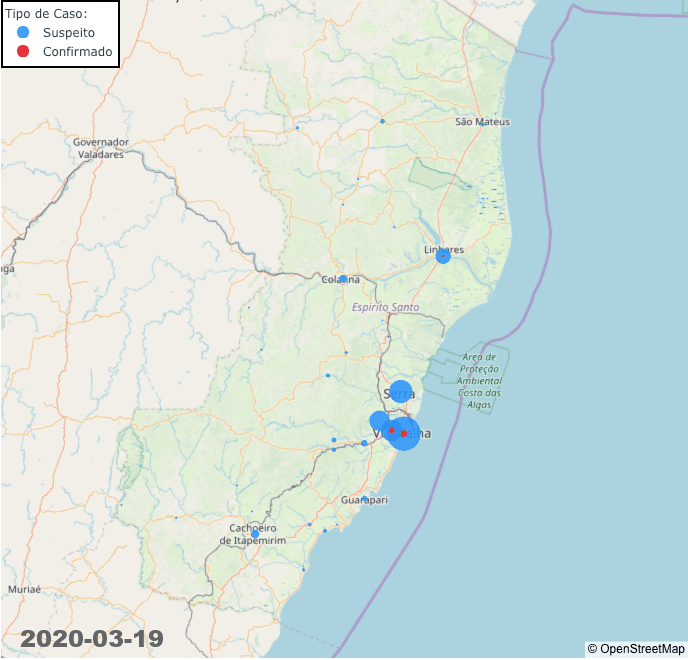 Tipo de Caso:
Suspeito
Confirmado
São Mateus
Governador
Valadares
Linhares
Colatina
Espírito Santo
Área de
Proteção
Ambiental
Costa das
Algas
Serra
Guarapari
Cachoeiro
de Itapemirim
Muriaé
2020-03-19
© OpenStreetMap